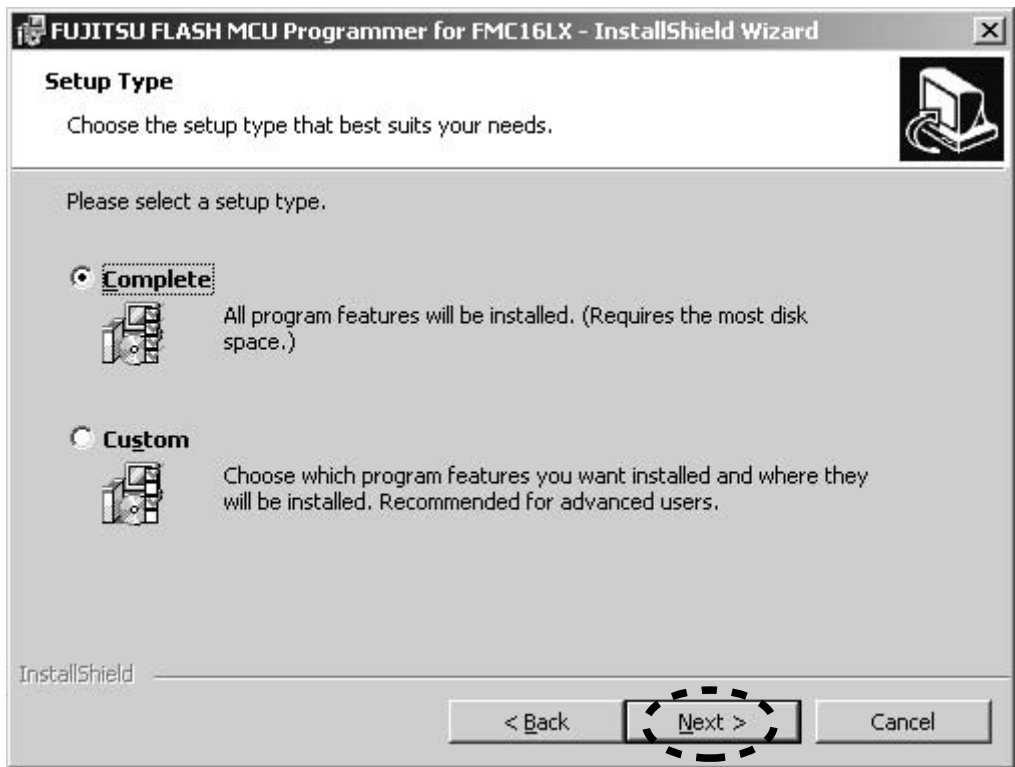 FUJITSU FLASH MCU Programmer for FMC16LX - InstallShield Wizard
Setup Type
Choose the setup type that best suits your needs.
Please select a setup type.
Complete
All program features will be installed. (Requires the most disk
space.)
Custom
Choose which program features you want installed and where they
will be installed. Recommended for advanced users.
InstallShield
< Back
Next >
Cancel